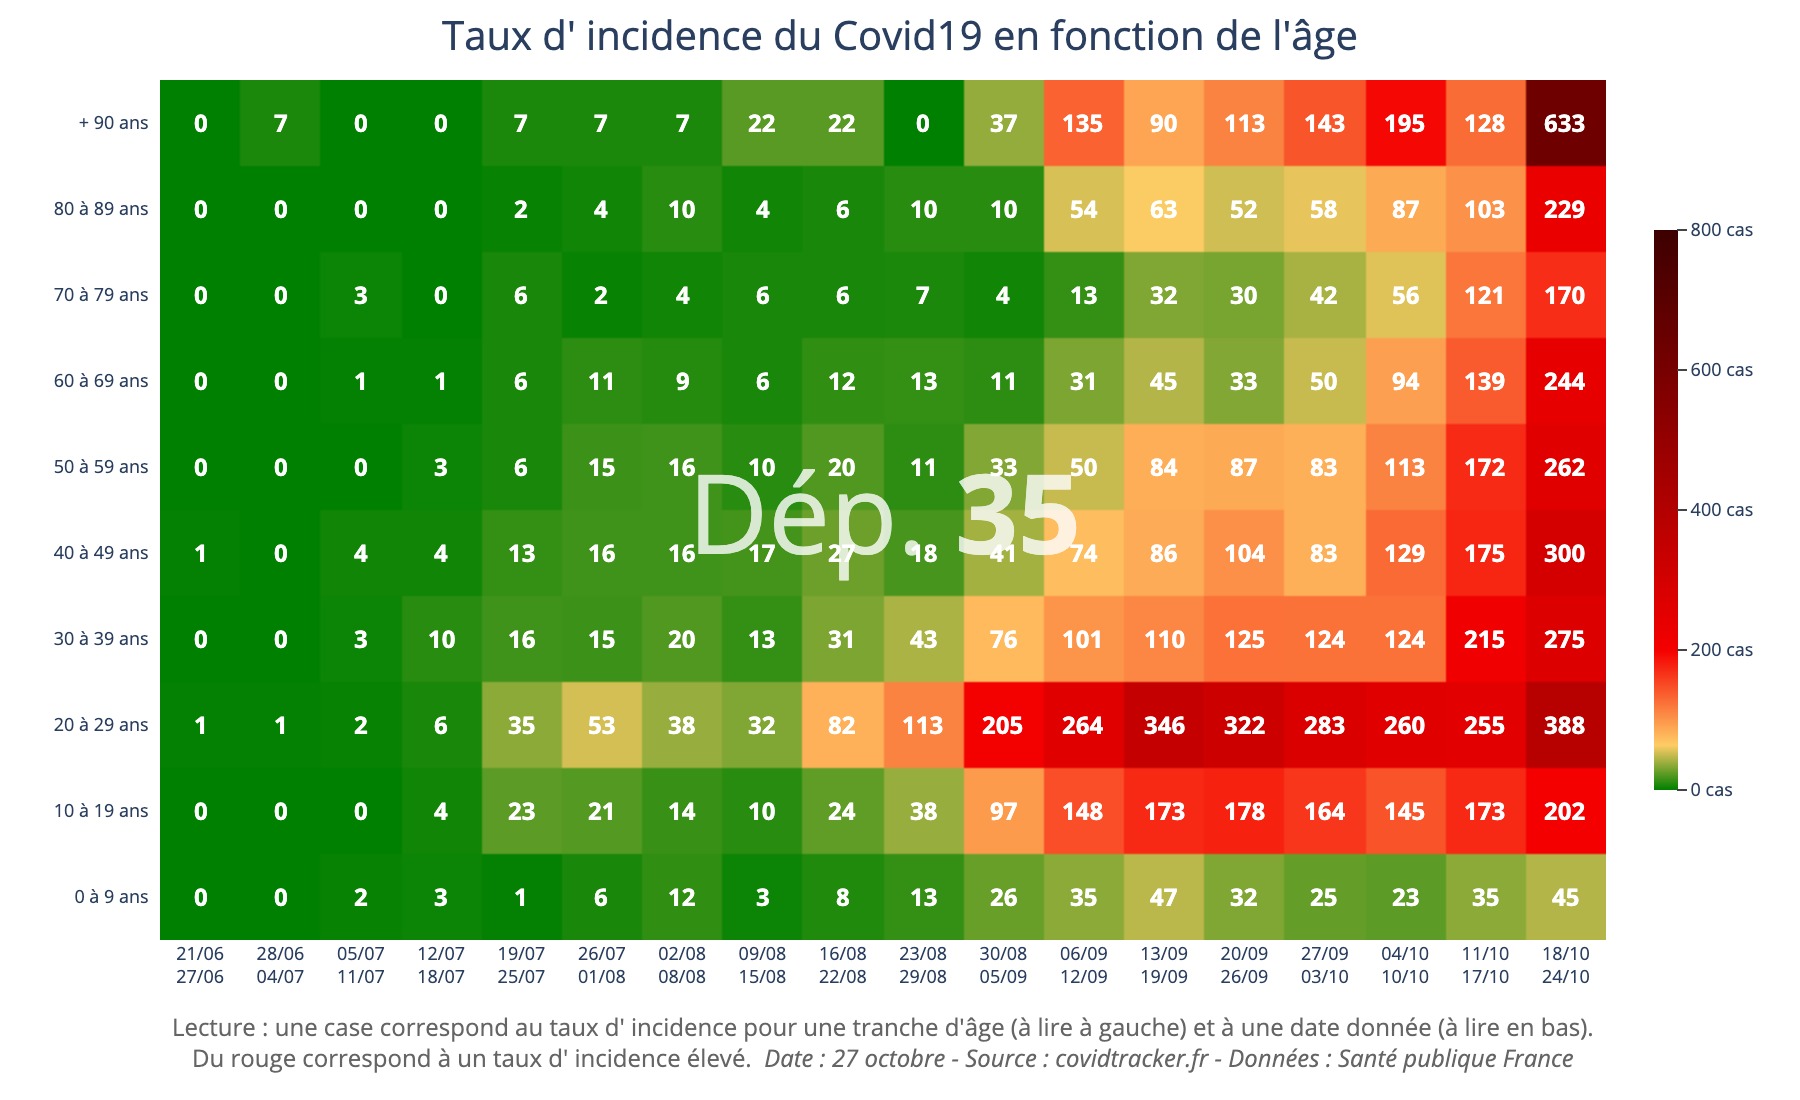 Taux d' incidence du Covid19 en fonction de l'âge
+ 90 ans 0 7 0 0 7 7 7 22 22 0 37 135 90 113 143 195 128 633
80 à 89 ans 0 0 0 0 2 4 10 4 6 10 10 54 63 52 58 87 103 229
70 à 79 ans 0 0 3 0 6 2 4 6 6 7 4 13 32 30 42 56 121 170
60 à 69 ans 0 0 1 1 6 11 9 6 12 13 11 31 45 33 50 94 139 244
50 à 59 ans 0 0 0 3 6 15 16 10 20 11 33 50 84 87 83 113 172 262
Dép. 35
40 à 49 ans 1 0 4 4 13 16 16 17 27 18 41 74 86 104 83 129 175 300
30 à 39 ans 0 0 3 10 16 15 20 13 31 43 76 101 110 125 124 124 215 275
20 à 29 ans 1 1 2 6 35 53 38 32 82 113 205 264 346 322 283 260 255 388
10 à 19 ans 0 0 0 4 23 21 14 10 24 38 97 148 173 178 164 145 173 202
0 à 9 ans 0 0 2 3 1 6 12 3 8 13 26 35 47 32 25 23 35 45
21/06 28/06 05/07 12/07 19/07 26/07 02/08 09/08 16/08 23/08 30/08 06/09 13/09 20/09 27/09 04/10 11/10 18/10
27/06 04/07 11/07 18/07 25/07 01/08 08/08 15/08 22/08 29/08 05/09 12/09 19/09 26/09 03/10 10/10 17/10 24/10
800 cas
600 cas
400 cas
200 cas
0 cas
Lecture : une case correspond au taux d' incidence pour une tranche d'âge (à lire à gauche) et à une date donnée (à lire en bas).
Du rouge correspond à un taux d' incidence élevé. Date : 27 octobre - Source : covidtracker.fr - Données : Santé publique France